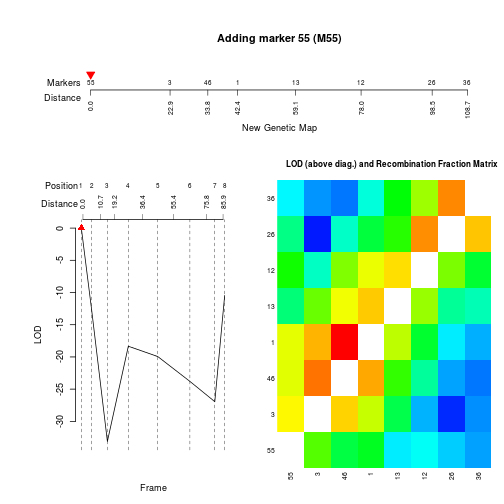 Adding marker 55 (M55)
Markers 55 3 46 1 13 12 26 36
Distance 0.0 22.9 33.8 42.4 59.1 78.0 98.5 108.7
New Genetic Map
LOD (above diag.) and Recombination Fraction Matrix
Position 1 2 3 4 5 6 7 8
Distance 0.0 10.7 19.2 36.4 55.4 75.8 85.9
0
-5
-10
-15
-20
-25
-30
LOD
Frame
36
26
12
13
1
46
3
55
55 3 46 1 13 12 26 36